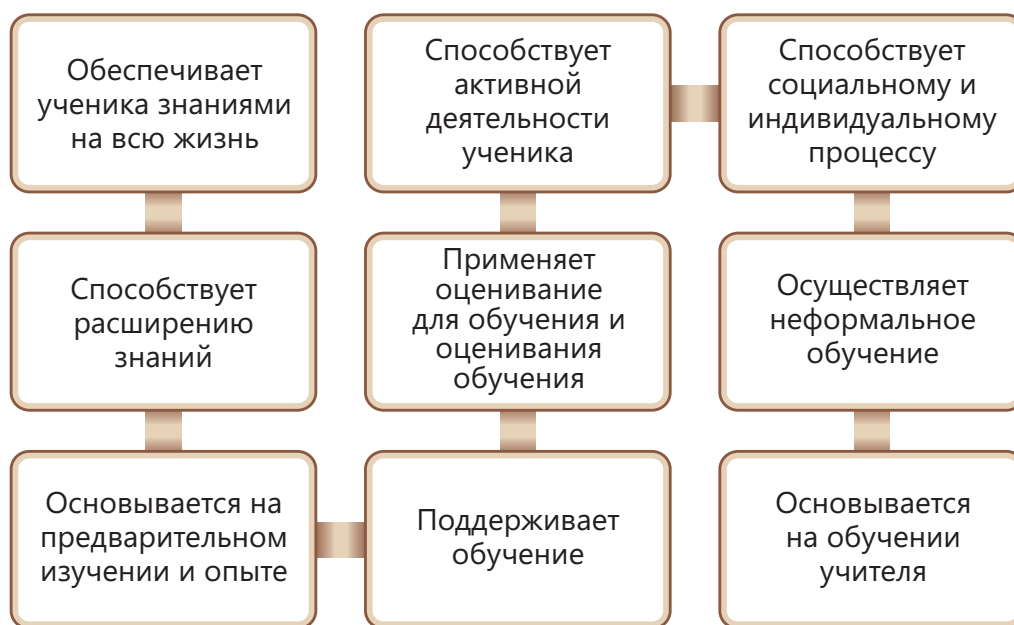 Обеспечивает
ученика знаниями
на всю жизнь
Способствует
расширению
знаний
Основывается на
предварительном
изучении и опыте
Поддерживает
обучение
Применяет
оценивание
для обучения и
оценивания
обучения
Способствует
активной
деятельности
ученика
Способствует
социальному и
индивидуальному
процессу
Осуществляет
неформальное
обучение
Основывается
на обучении
учителя